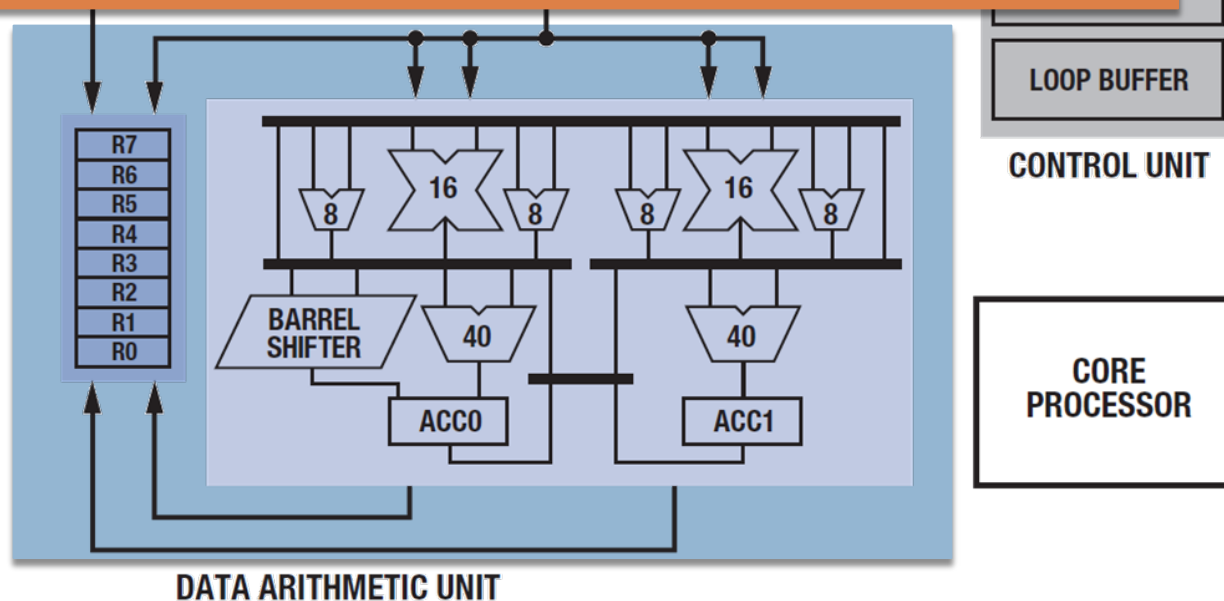 LOOP BUFFER
CONTROL UNIT
R7
R6
R5
R4
R3
R2
R1
R0
8
16
8
8
16
8
BARREL
SHIFTER
40
40
ACC0
ACC1
CORE
PROCESSOR
DATA ARITHMETIC UNIT